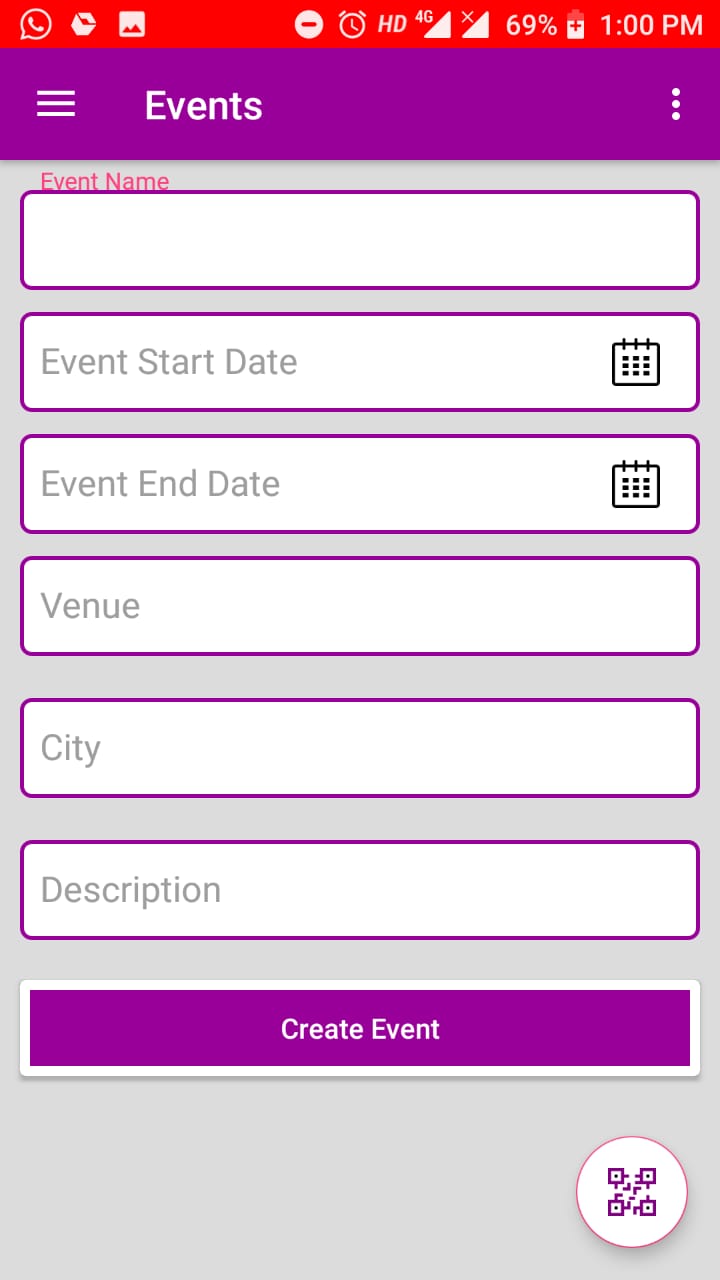 HD 4G 69% 1:00 PM
Events
Event Name
Event Start Date
Event End Date
Venue
City
Description
Create Event